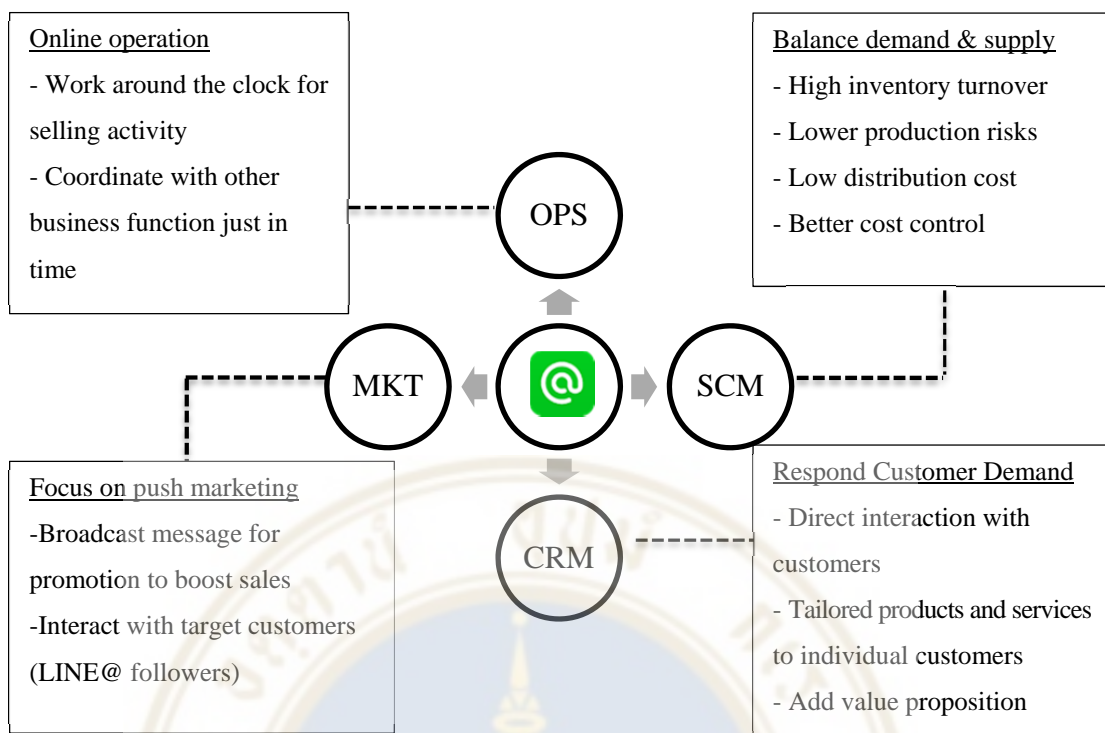 Online operation
- Work around the clock for
selling activity
- Coordinate with other
business function just in
time
Balance demand & supply
- High inventory turnover
- Lower production risks
- Low distribution cost
- Better cost control
OPS
MKT
@
SCM
CRM
Focus on push marketing
-Broadcast message for
promotion to boost sales
-Interact with target customers
(LINE@ followers)
Respond Customer Demand
- Direct interaction with
customers
- Tailored products and services
to individual customers
- Add value proposition